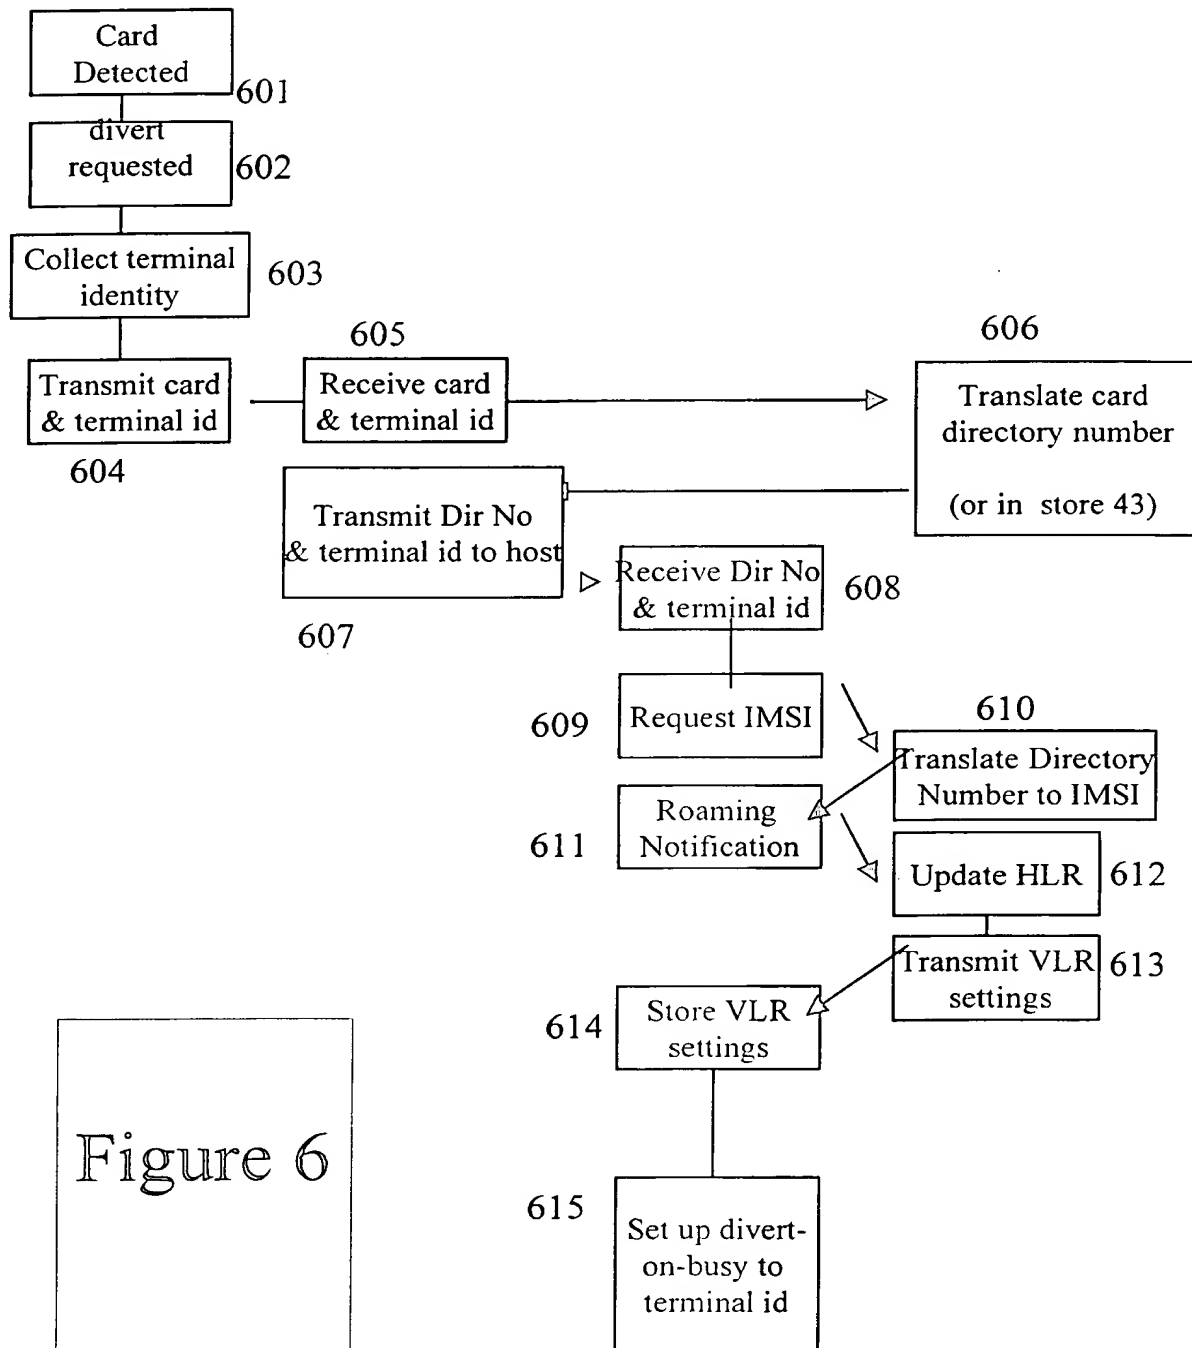 Card
Detected
601
divert
requested
602
Collect terminal
identity
603
Transmit card
& terminal id
604
605
Receive card
& terminal id
606
Translate card
directory number
(or in store 43)
Transmit Dir No
& terminal id to host
607
Receive Dir No
& terminal id
608
Request IMSI
609
610
Translate Directory
Number to IMSI
Roaming
Notification
611
Update HLR
612
Transmit VLR
settings
613
Store VLR
settings
614
Set up divert-
on-busy to
terminal id
615
Figure 6